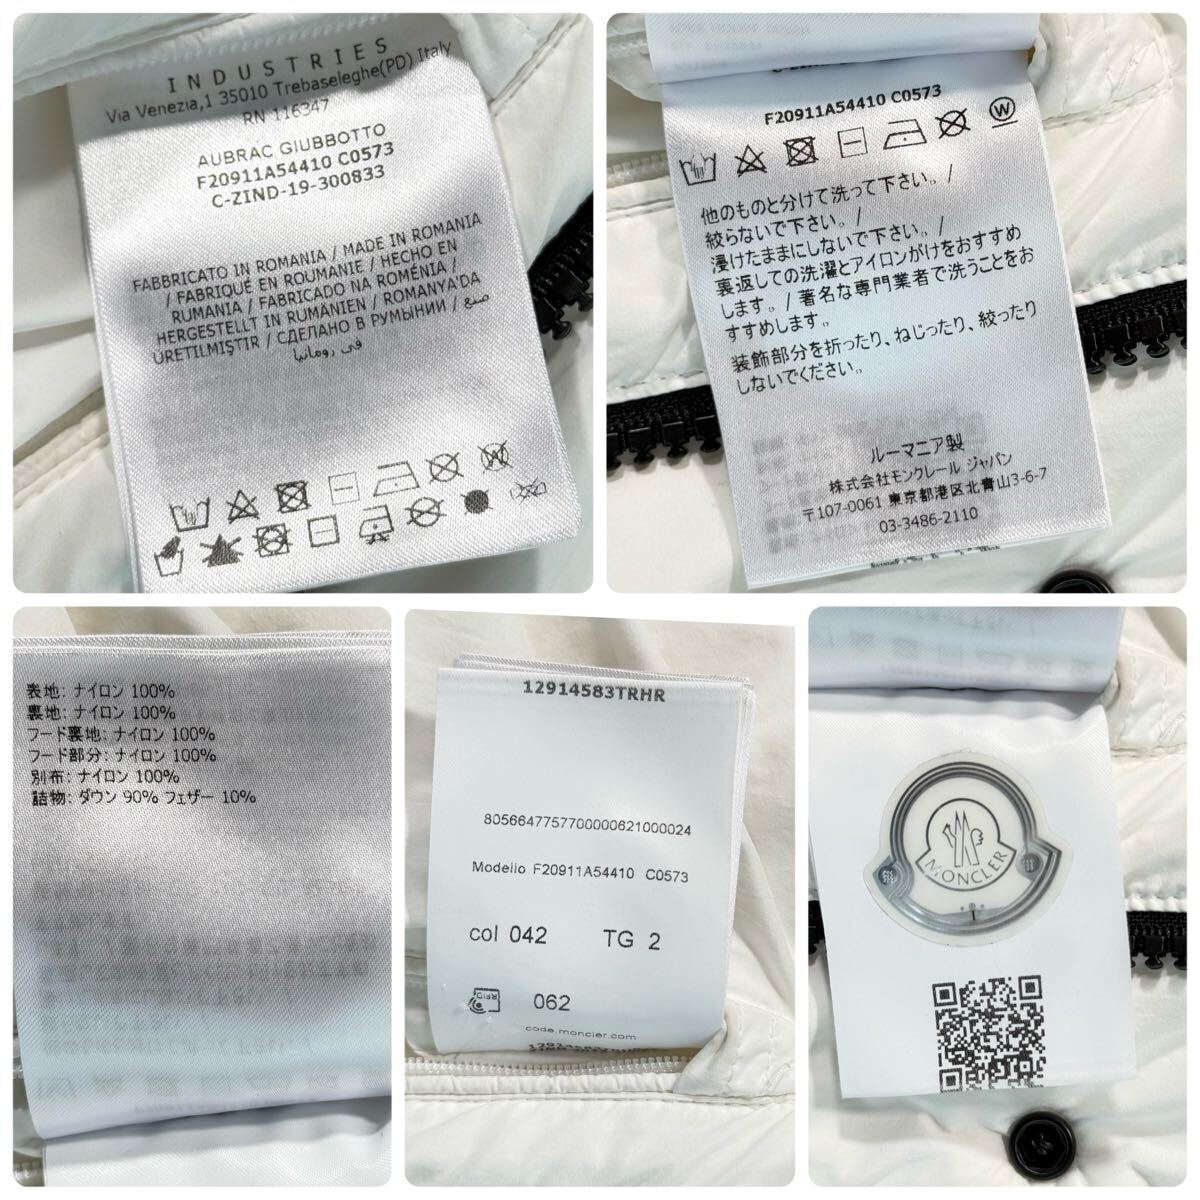 INDUSTRIES
Via Venezia,1 35010 Trebaseleghe(PD) Italy
RN 116347
AUBRAC GIUBBOTTO
F20911A54410 C0573
C-ZIND-19-300833
FABBRICATO IN ROMANIA / MADE IN ROMANIA
/ FABRIQUÉ EN ROUMANIE / HECHO EN
RUMANIA / FABRICADO NA ROMÉNIA /
HERGESTELLT IN RUMÄNIEN / ROMANYA'DA
ÜRETILMIŞTIR / СДЕЛАНО В РУМЫНИИ / صنع
في رومانيا
F20911A54410 C0573
W
他のものと分けて洗って下さい。/
絞らないで下さい。/
浸けたままにしないで下さい。/
裏返しての洗濯とアイロンがけをおすすめ
します。/ 著名な専門業者で洗うことをお
すすめします。
装飾部分を折ったり、ねじったり、絞ったり
しないでください。
ルーマニア製
株式会社モンクレール ジャパン
〒107-0061 東京都港区北青山3-6-7
03-3486-2110
表地: ナイロン 100%
裏地: ナイロン 100%
フード裏地: ナイロン 100%
フード部分: ナイロン 100%
別布: ナイロン 100%
詰物: ダウン 90% フェザー 10%
12914583TRHR
8056647757700000621000024
Modello F20911A54410 C0573
col 042 TG 2
RFID 062
code.moncler.com
MONCLER